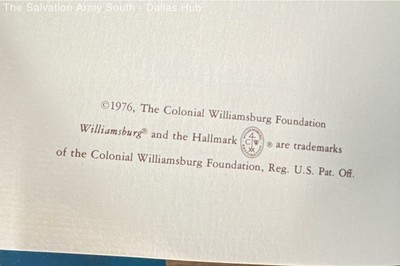 The Salvation Army South - Dallas Hub
©1976, The Colonial Williamsburg Foundation
Williamsburg® and the Hallmark CW ® are trademarks
of the Colonial Williamsburg Foundation, Reg. U.S. Pat. Off.